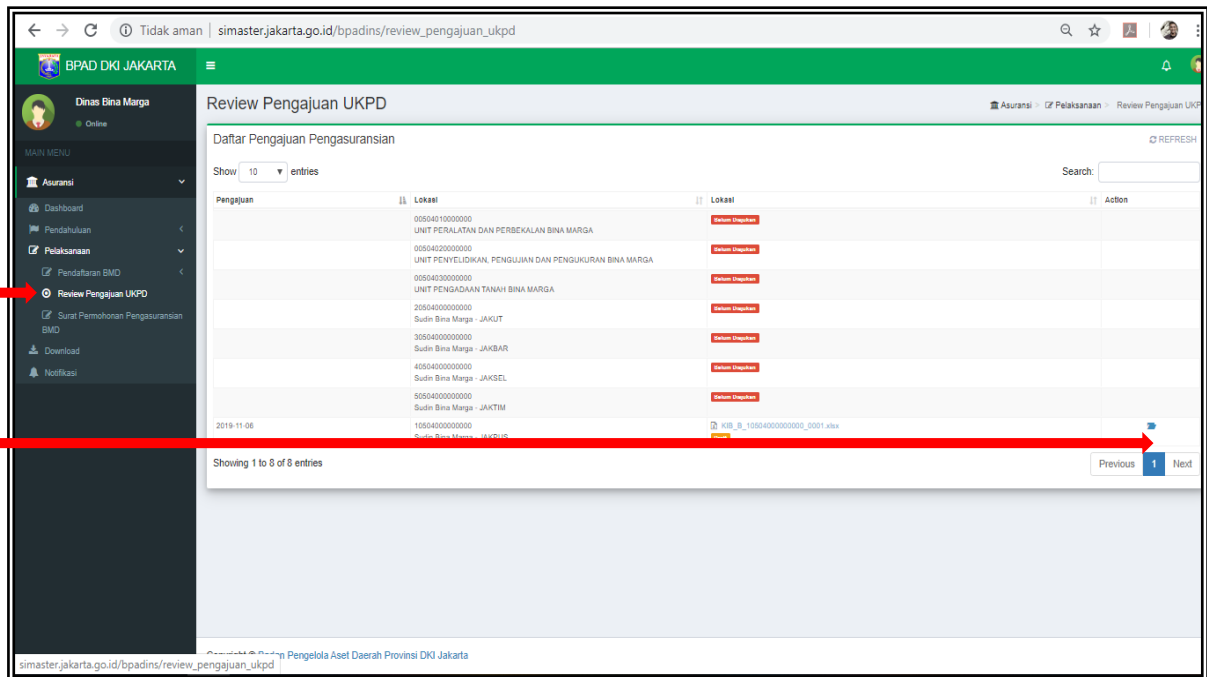 Tidak aman | simaster.jakarta.go.id/bpadins/review_pengajuan_ukpd
BPAD DKI JAKARTA
Dinas Bina Marga
Online
MAIN MENU
Asuransi
Dashboard
Pendahuluan
Pelaksanaan
Pendaftaran BMD
Review Pengajuan UKPD
Surat Permohonan Pengasuransian
BMD
Download
Notifikasi
Review Pengajuan UKPD
Asuransi > Pelaksanaan > Review Pengajuan UKP
Daftar Pengajuan Pengasuransian
REFRESH
Show 10 entries
Search:
Pengajuan Lokasi Lokasi Action
00504010000000 Belum Diajukan
UNIT PERALATAN DAN PERBEKALAN BINA MARGA
00504020000000 Belum Diajukan
UNIT PENYELIDIKAN, PENGUJIAN DAN PENGUKURAN BINA MARGA
00504030000000 Belum Diajukan
UNIT PENGADAAN TANAH BINA MARGA
20504000000000 Belum Diajukan
Sudin Bina Marga - JAKUT
30504000000000 Belum Diajukan
Sudin Bina Marga - JAKBAR
40504000000000 Belum Diajukan
Sudin Bina Marga - JAKSEL
50504000000000 Belum Diajukan
Sudin Bina Marga - JAKTIM
2019-11-06 10504000000000 KIB_B_10504000000000_0001.xlsx
Sudin Bina Marga - JAKPUS
Showing 1 to 8 of 8 entries
Previous 1 Next
Copyright © Badan Pengelola Aset Daerah Provinsi DKI Jakarta
simaster.jakarta.go.id/bpadins/review_pengajuan_ukpd